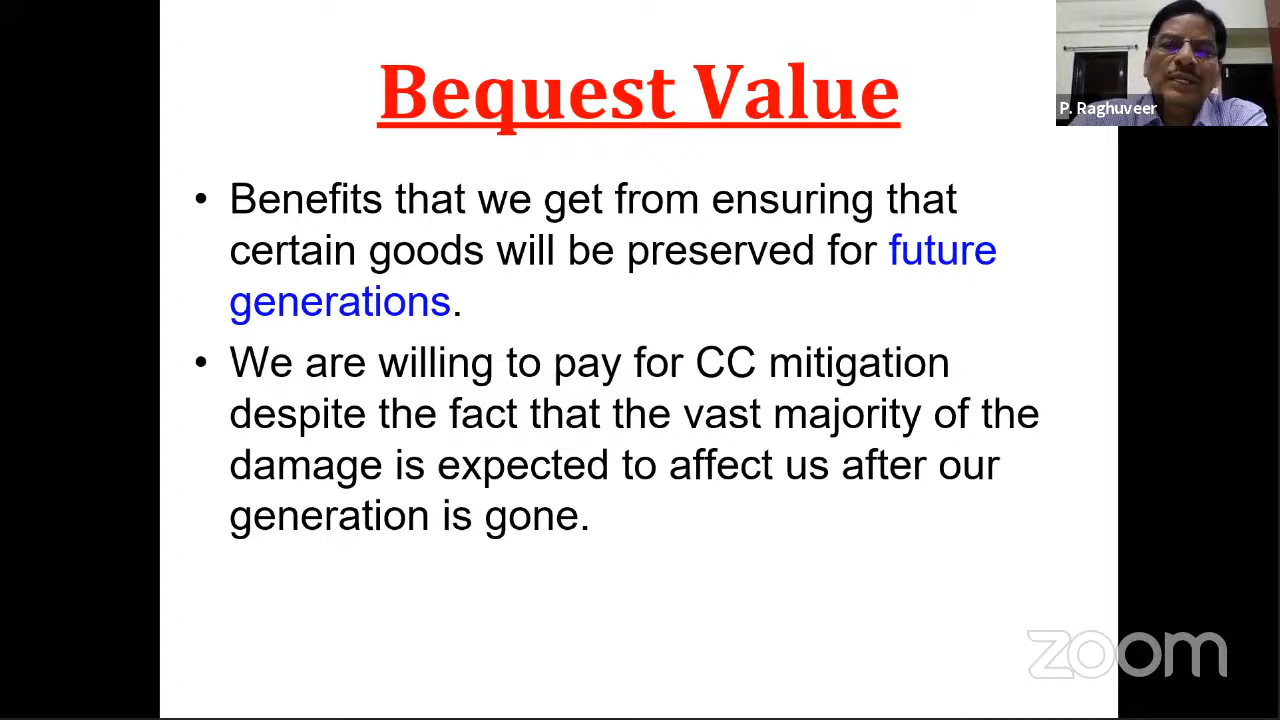 Bequest Value
P. Raghuveer
• Benefits that we get from ensuring that
certain goods will be preserved for future
generations.
• We are willing to pay for CC mitigation
despite the fact that the vast majority of the
damage is expected to affect us after our
generation is gone.
zoom